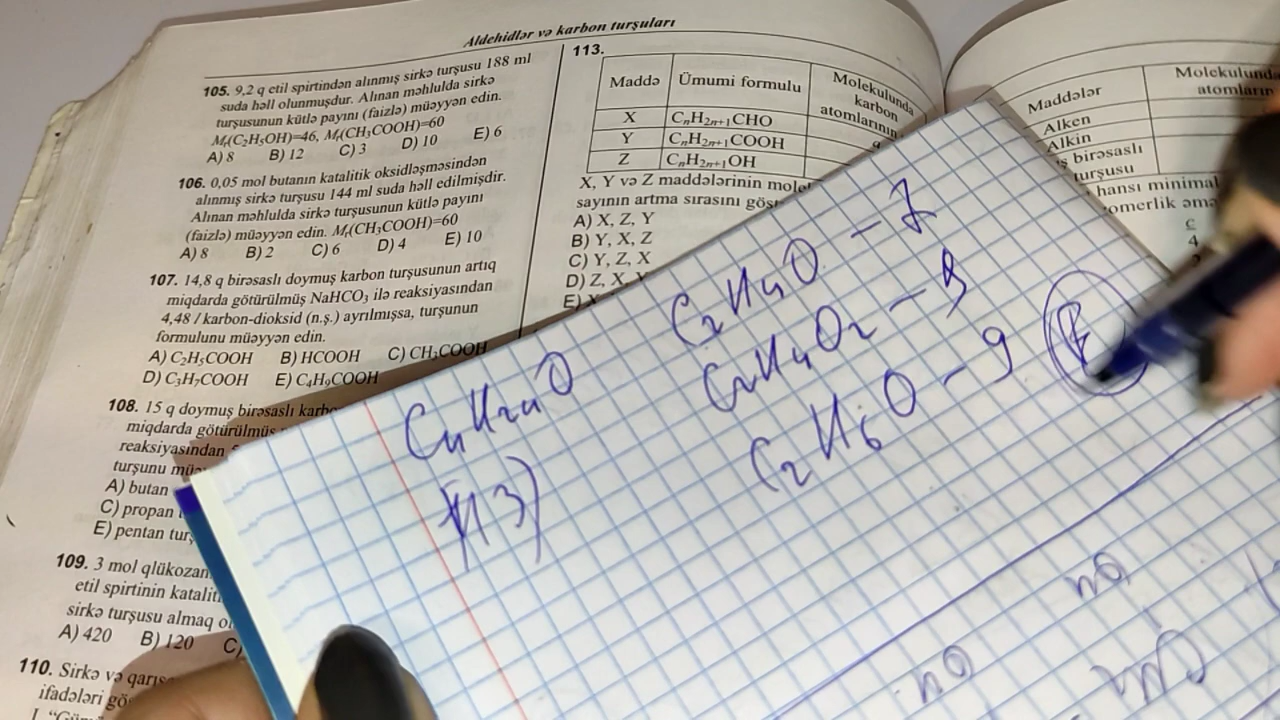 Aldehidlər və karbon turşuları
105. 9,2 q etil spirtindən alınmış sirkə turşusu 188 ml
suda həll olunmuşdur. Alınan məhlulda sirkə
turşusunun kütlə payını (faizlə) müəyyən edin.
Mᵣ(C₂H₅OH)=46, Mᵣ(CH₃COOH)=60
A) 8 B) 12 C) 3 D) 10 E) 6
106. 0,05 mol butanın katalitik oksidləşməsindən
alınmış sirkə turşusu 144 ml suda həll edilmişdir.
Alınan məhlulda sirkə turşusunun kütlə payını
(faizlə) müəyyən edin. Mᵣ(CH₃COOH)=60
A) 8 B) 2 C) 6 D) 4 E) 10
107. 14,8 q birəsaslı doymuş karbon turşusunun artıq
miqdarda götürülmüş NaHCO₃ ilə reaksiyasından
4,48 l karbon-dioksid (n.ş.) ayrılmışsa, turşunun
formulunu müəyyən edin.
A) C₂H₅COOH B) HCOOH C) CH₃COOH
D) C₃H₇COOH E) C₄H₉COOH
108. 15 q doymuş birəsaslı karb
miqdarda götürülmüş
reaksiyasından
turşunu
A) butan
C) propan
E) pentan
109. 3 mol qlükozan
etil spirtinin
sirkə turşusu almaq
A) 420 B) 120 C)
110. Sirkə və
ifadələri
113.
Maddə Ümumi formulu Molekulunda
karbon
atomlarının
X CₙH₂ₙ₊₁CHO
Y CₙH₂ₙ₊₁COOH
Z CₙH₂ₙ₊₁OH
X, Y və Z maddələrinin
sayının artma sırasını
A) X, Z, Y
B) Y, X, Z
C) Y, Z, X
D) Z, X, Y
E) X
Maddələr Molekulunda
atomların
Alken
Alkin
birəsaslı
turşusu
hansı minimal
c
4
CₙH₂ₙO
113)
C₂H₄O – 7
C₂H₄O₂ – 8
C₂H₆O – 9
E